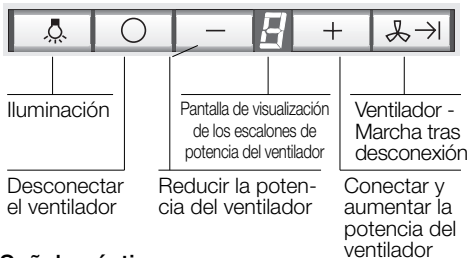 Iluminación
Pantalla de visualización
de los escalones de
potencia del ventilador
Ventilador -
Marcha tras
desconexión
Desconectar
el ventilador
Reducir la poten-
cia del ventilador
Conectar y
aumentar la
potencia del
ventilador